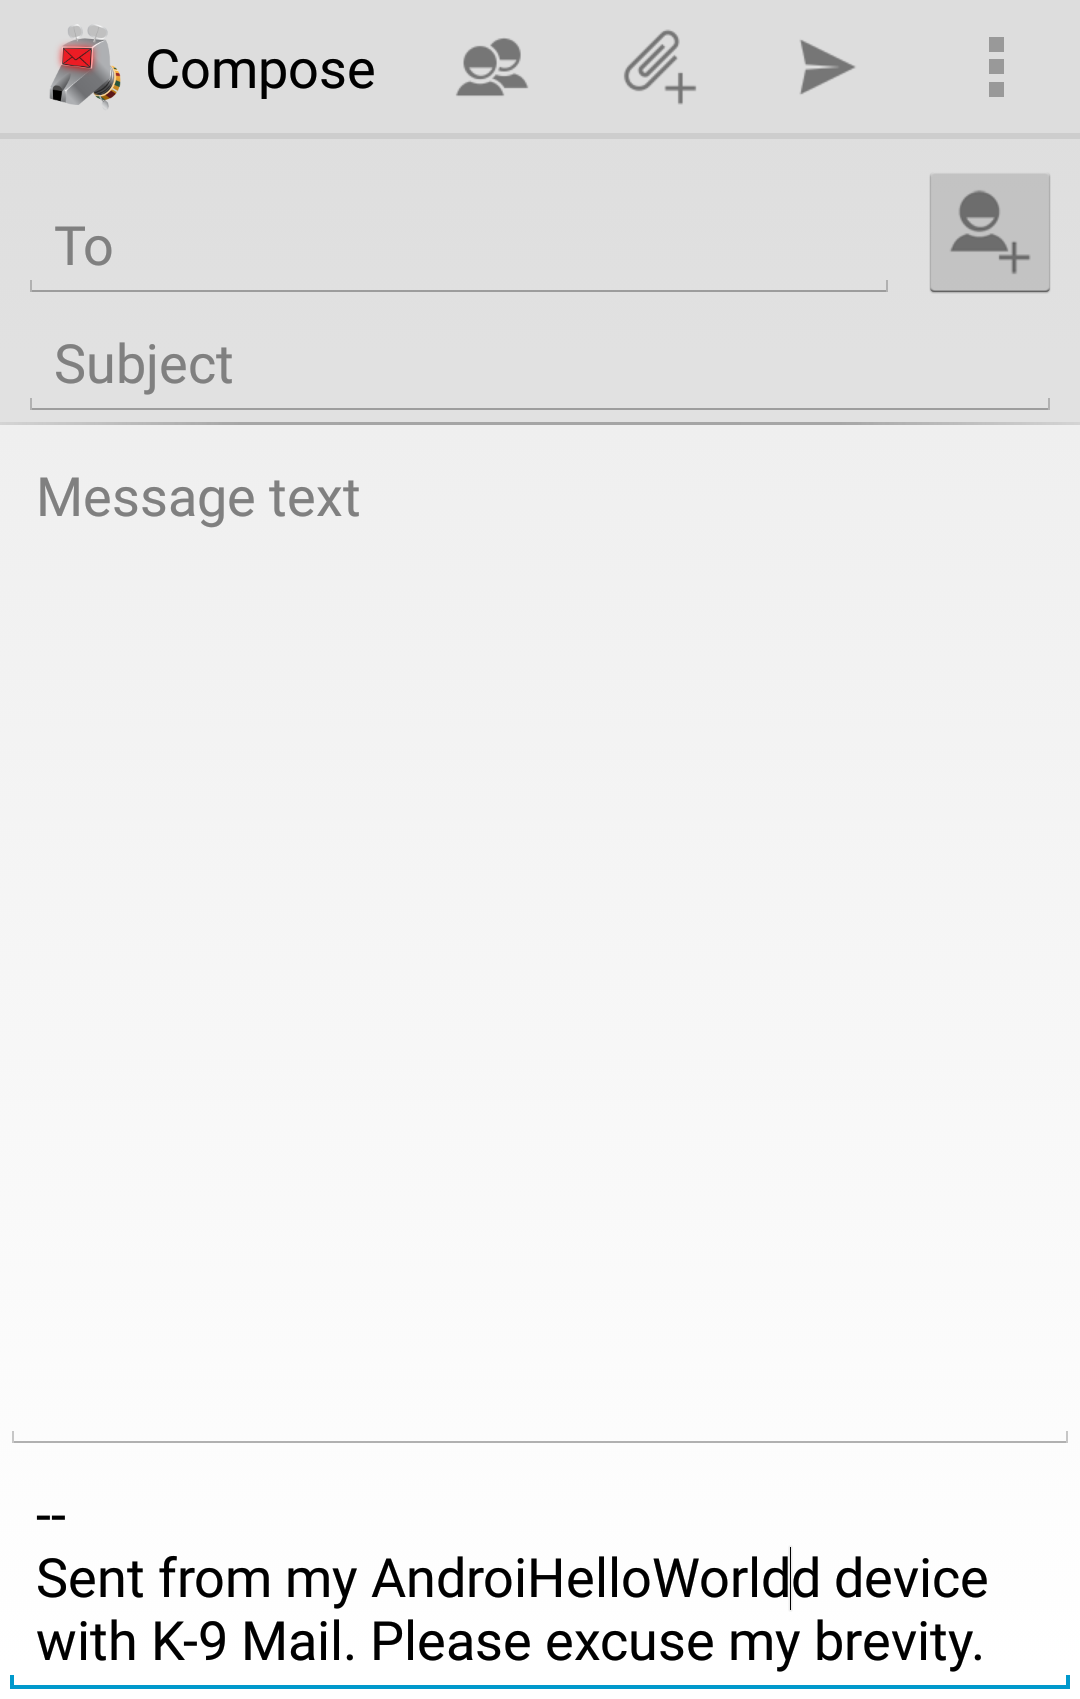 Compose
To
Subject
Message text
--
Sent from my AndroiHelloWorldd device
with K-9 Mail. Please excuse my brevity.